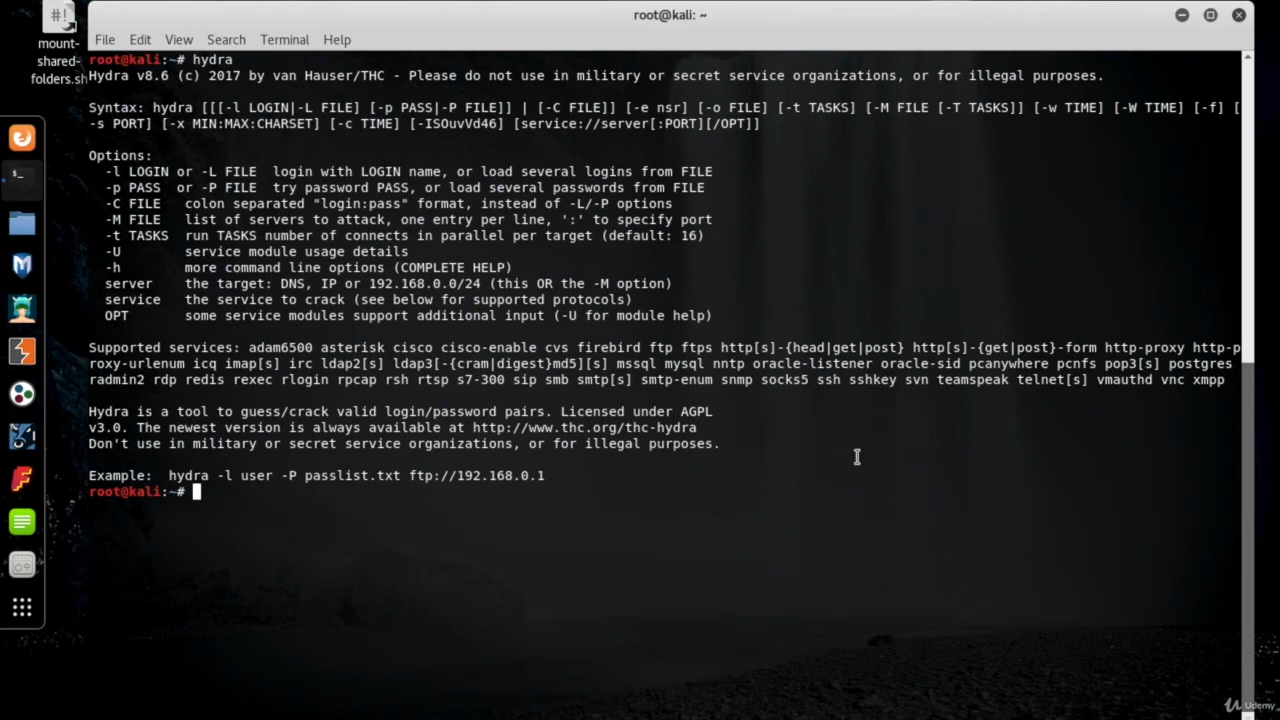 root@kali: ~
#!
mount-
shared-
folders.sh
File Edit View Search Terminal Help
root@kali:~# hydra
Hydra v8.6 (c) 2017 by van Hauser/THC - Please do not use in military or secret service organizations, or for illegal purposes.
Syntax: hydra [[[-l LOGIN|-L FILE] [-p PASS|-P FILE]] | [-C FILE]] [-e nsr] [-o FILE] [-t TASKS] [-M FILE [-T TASKS]] [-w TIME] [-W TIME] [-f] [
-s PORT] [-x MIN:MAX:CHARSET] [-c TIME] [-ISOuvVd46] [service://server[:PORT][/OPT]]
Options:
-l LOGIN or -L FILE  login with LOGIN name, or load several logins from FILE
-p PASS  or -P FILE  try password PASS, or load several passwords from FILE
-C FILE   colon separated "login:pass" format, instead of -L/-P options
-M FILE   list of servers to attack, one entry per line, ':' to specify port
-t TASKS  run TASKS number of connects in parallel per target (default: 16)
-U        service module usage details
-h        more command line options (COMPLETE HELP)
server    the target: DNS, IP or 192.168.0.0/24 (this OR the -M option)
service   the service to crack (see below for supported protocols)
OPT       some service modules support additional input (-U for module help)
Supported services: adam6500 asterisk cisco cisco-enable cvs firebird ftp ftps http[s]-{head|get|post} http[s]-{get|post}-form http-proxy http-p
roxy-urlenum icq imap[s] irc ldap2[s] ldap3[-{cram|digest}md5][s] mssql mysql nntp oracle-listener oracle-sid pcanywhere pcnfs pop3[s] postgres
radmin2 rdp redis rexec rlogin rpcap rsh rtsp s7-300 sip smb smtp[s] smtp-enum snmp socks5 ssh sshkey svn teamspeak telnet[s] vmauthd vnc xmpp
Hydra is a tool to guess/crack valid login/password pairs. Licensed under AGPL
v3.0. The newest version is always available at http://www.thc.org/thc-hydra
Don't use in military or secret service organizations, or for illegal purposes.
Example:  hydra -l user -P passlist.txt ftp://192.168.0.1
root@kali:~#
Udemy